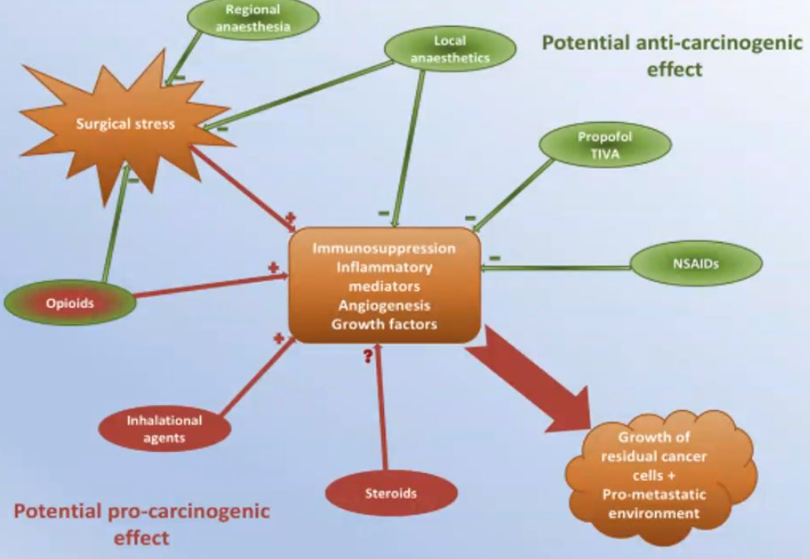 Regional
anaesthesia
Local
anaesthetics
Potential anti-carcinogenic
effect
Surgical stress
Propofol
TIVA
–
–
–
–
–
+
Immunosuppression
Inflammatory
mediators
Angiogenesis
Growth factors
–
NSAIDs
+
Opioids
+
?
Inhalational
agents
Growth of
residual cancer
cells +
Pro-metastatic
environment
Steroids
Potential pro-carcinogenic
effect